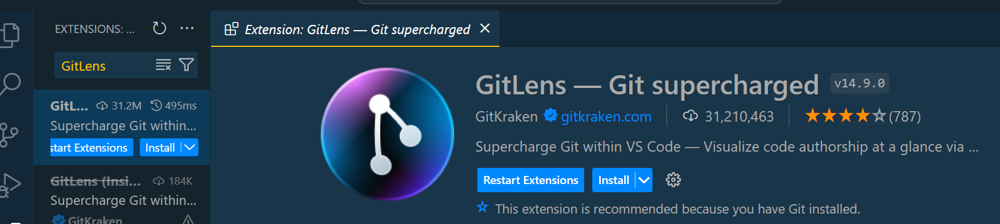 EXTENSIONS: ...
GitLens
GitL... 31.2M 495ms
Supercharge Git within...
start Extensions Install
GitLens (Insi... 184K
Supercharge Git within...
GitKraken
Extension: GitLens — Git supercharged
GitLens — Git supercharged v14.9.0
GitKraken gitkraken.com 31,210,463 (787)
Supercharge Git within VS Code — Visualize code authorship at a glance via ...
Restart Extensions Install
This extension is recommended because you have Git installed.